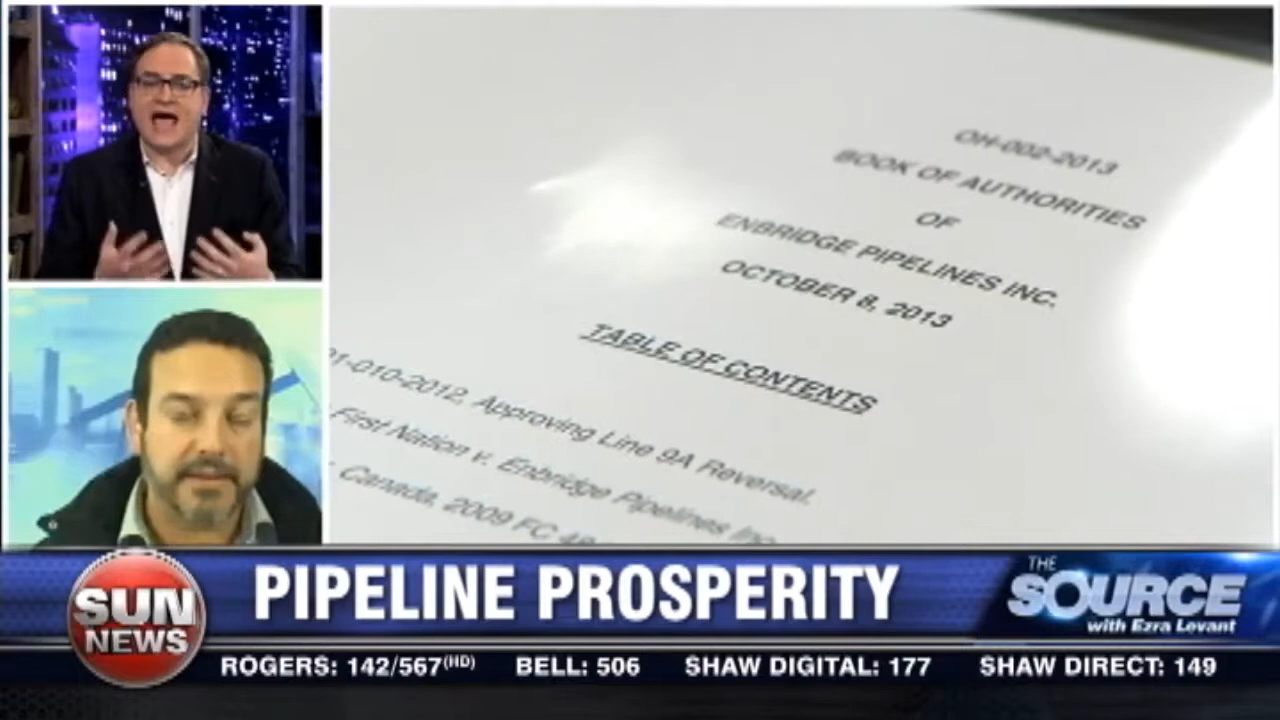 OH-002-2013
BOOK OF AUTHORITIES
OF
ENBRIDGE PIPELINES INC.
OCTOBER 8, 2013
TABLE OF CONTENTS
-010-2012, Approving Line 9A Reversal.
First Nation v. Enbridge Pipelines Inc
Canada, 2009 FC
SUN
NEWS
PIPELINE PROSPERITY
THE
SOURCE
with Ezra Levant
ROGERS: 142/567(HD) BELL: 506 SHAW DIGITAL: 177 SHAW DIRECT: 149